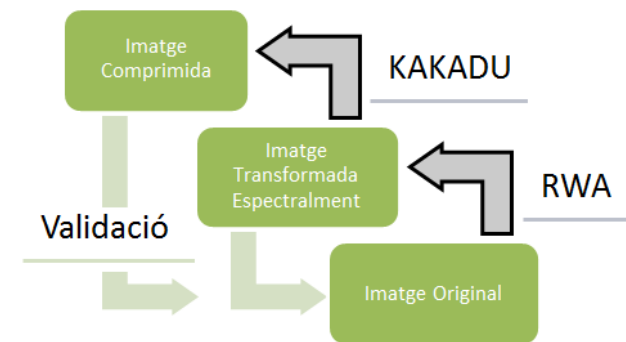 Imatge
Comprimida
KAKADU
Imatge
Transformada
Espectralment
RWA
Validació
Imatge Original